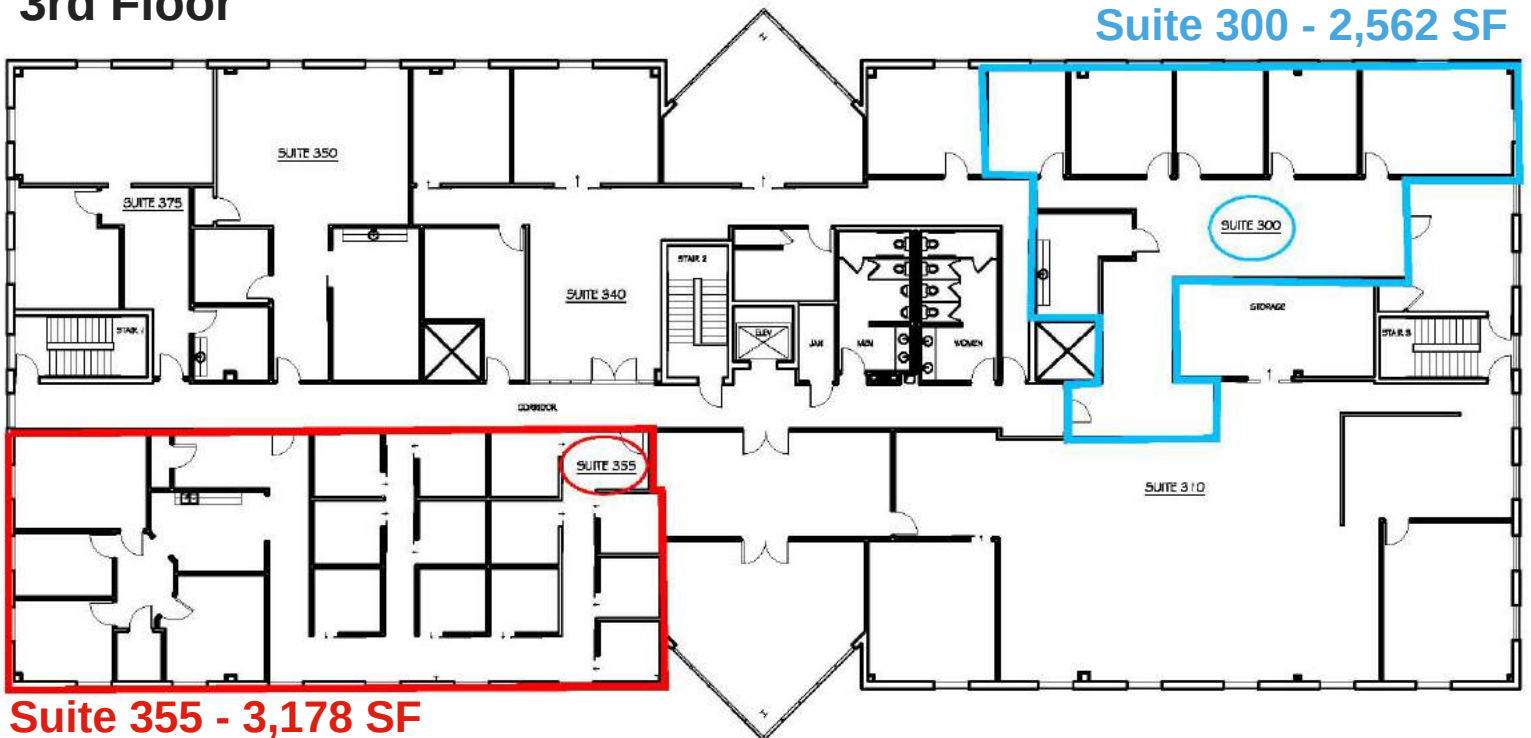 3rd Floor
Suite 300 - 2,562 SF
SUITE 350
SUITE 375
SUITE 300
STAIR 2
SUITE 340
STORAGE
STAIR 1
ELEV
JAN
MEN
WOMEN
STAIR 3
CORRIDOR
SUITE 355
SUITE 310
Suite 355 - 3,178 SF